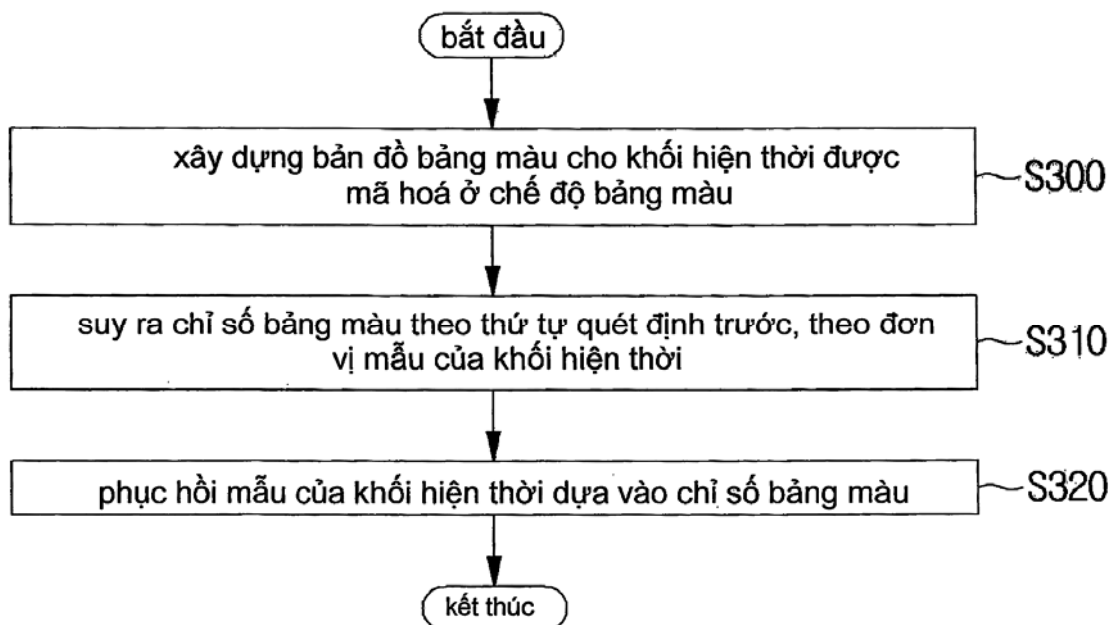 bắt đầu
xây dựng bản đồ bảng màu cho khối hiện thời được
mã hoá ở chế độ bảng màu
S300
suy ra chỉ số bảng màu theo thứ tự quét định trước, theo đơn
vị mẫu của khối hiện thời
S310
phục hồi mẫu của khối hiện thời dựa vào chỉ số bảng màu
S320
kết thúc